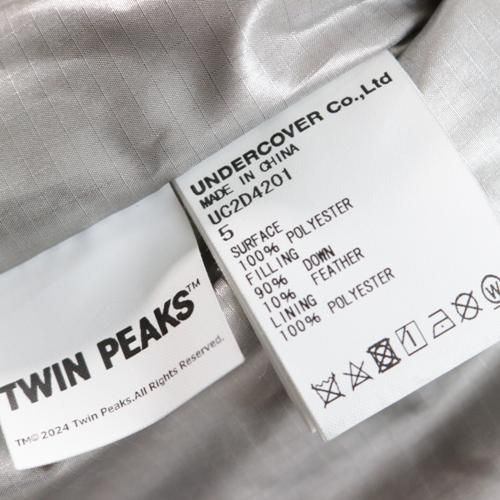 UNDERCOVER Co.,Ltd
MADE IN CHINA
UC2D4201
5
SURFACE
100% POLYESTER
FILLING
90% DOWN
10% FEATHER
LINING
100% POLYESTER
TWIN PEAKS™
TM© 2024 Twin Peaks.All Rights Reserved.